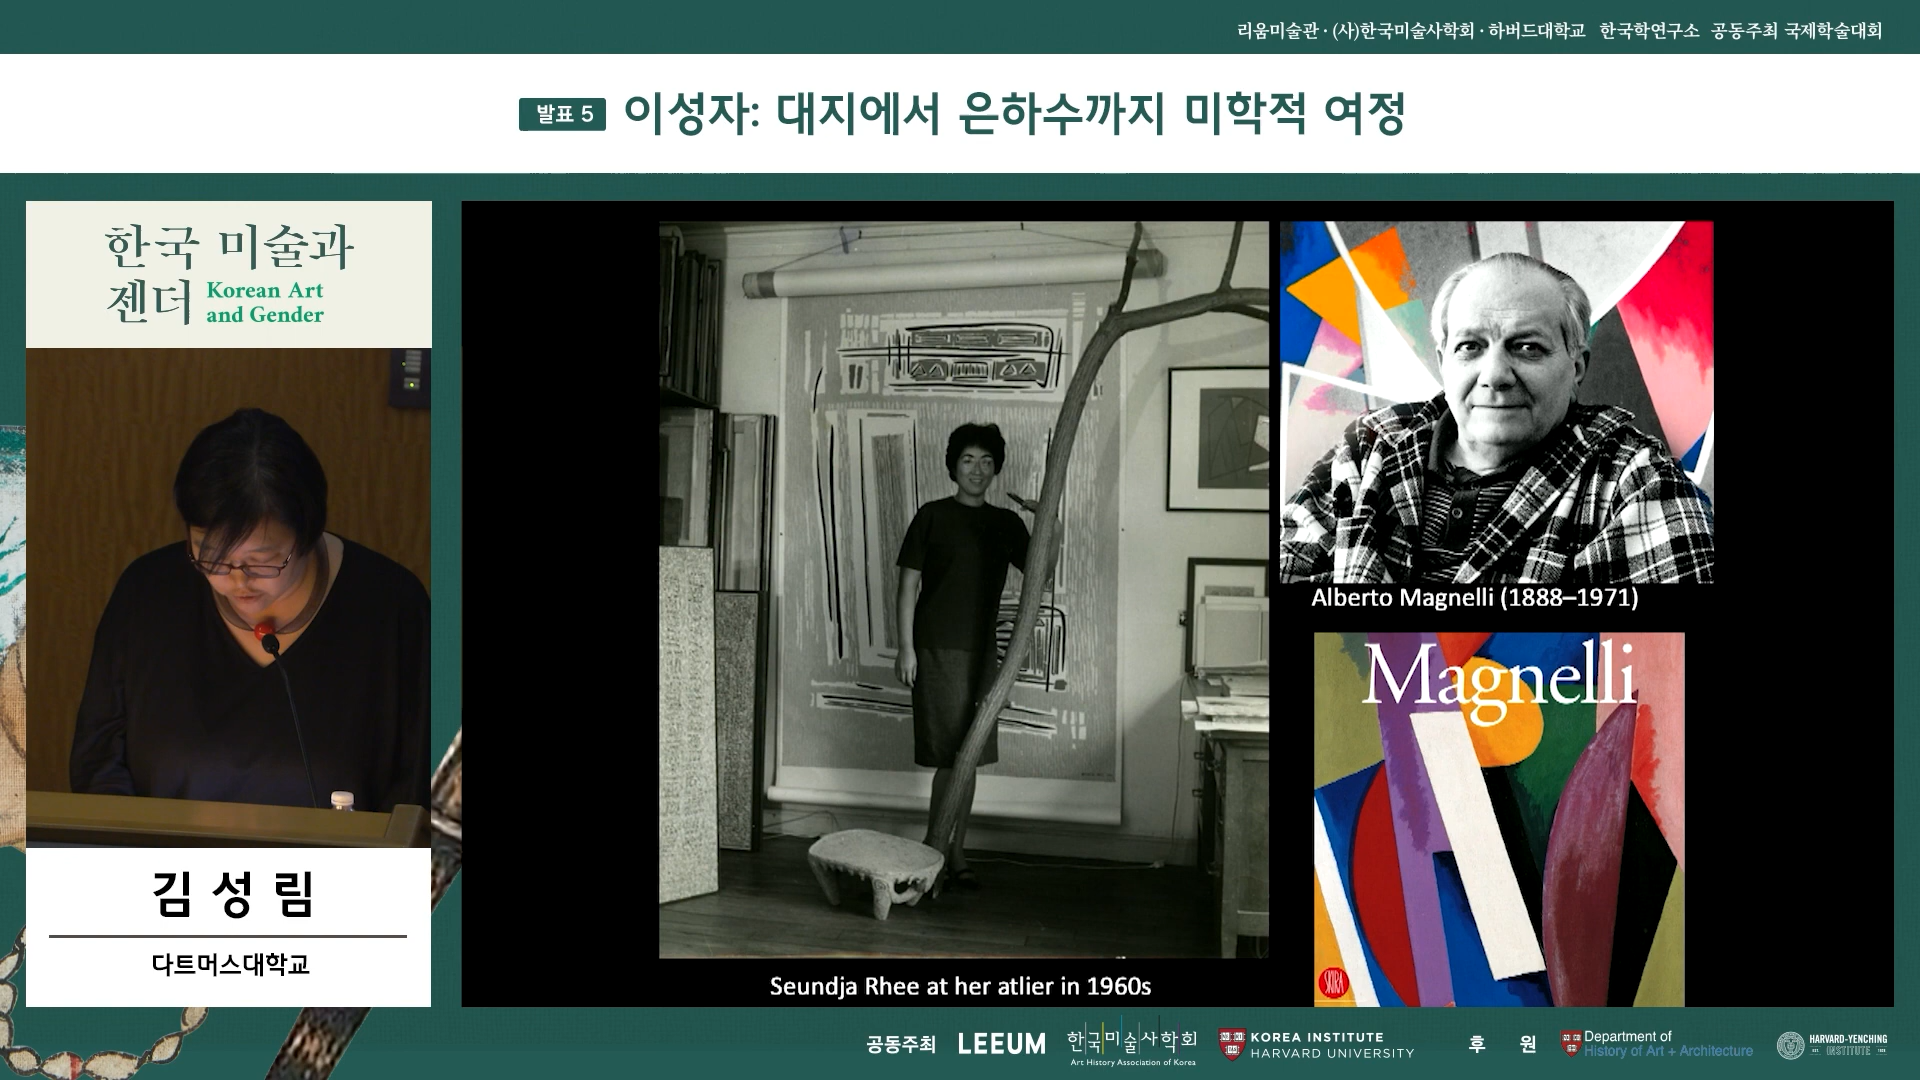 리움미술관 · (사)한국미술사학회 · 하버드대학교 한국학연구소 공동주최 국제학술대회
발표 5 이성자: 대지에서 은하수까지 미학적 여정
한국 미술과
젠더 Korean Art
and Gender
김성림
다트머스대학교
Seundja Rhee at her atlier in 1960s
Alberto Magnelli (1888–1971)
Magnelli
SKIRA
공동주최 LEEUM 한국미술사학회
Art History Association of Korea
KOREA INSTITUTE
HARVARD UNIVERSITY
후 원
Department of
History of Art + Architecture
HARVARD-YENCHING
INSTITUTE